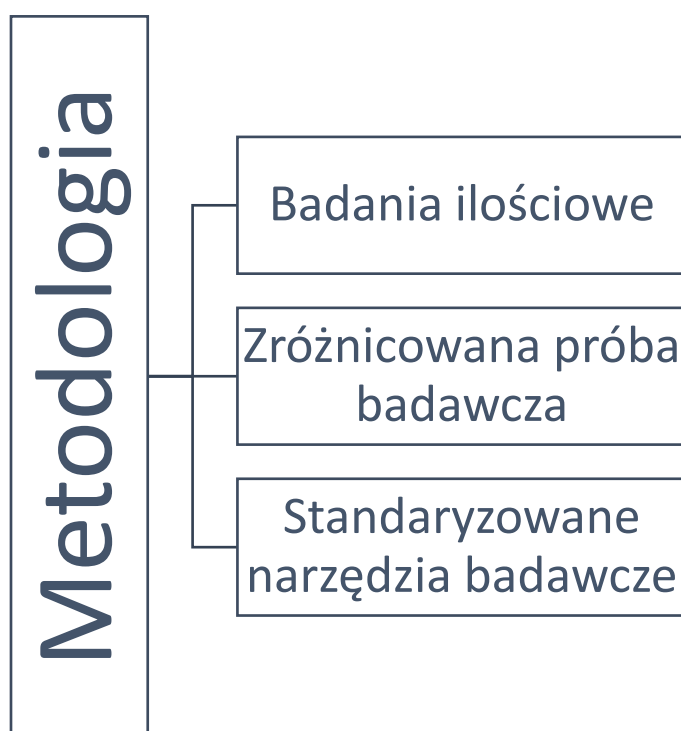 Metodologia
Badania ilościowe
Zróżnicowana próba
badawcza
Standaryzowane
narzędzia badawcze